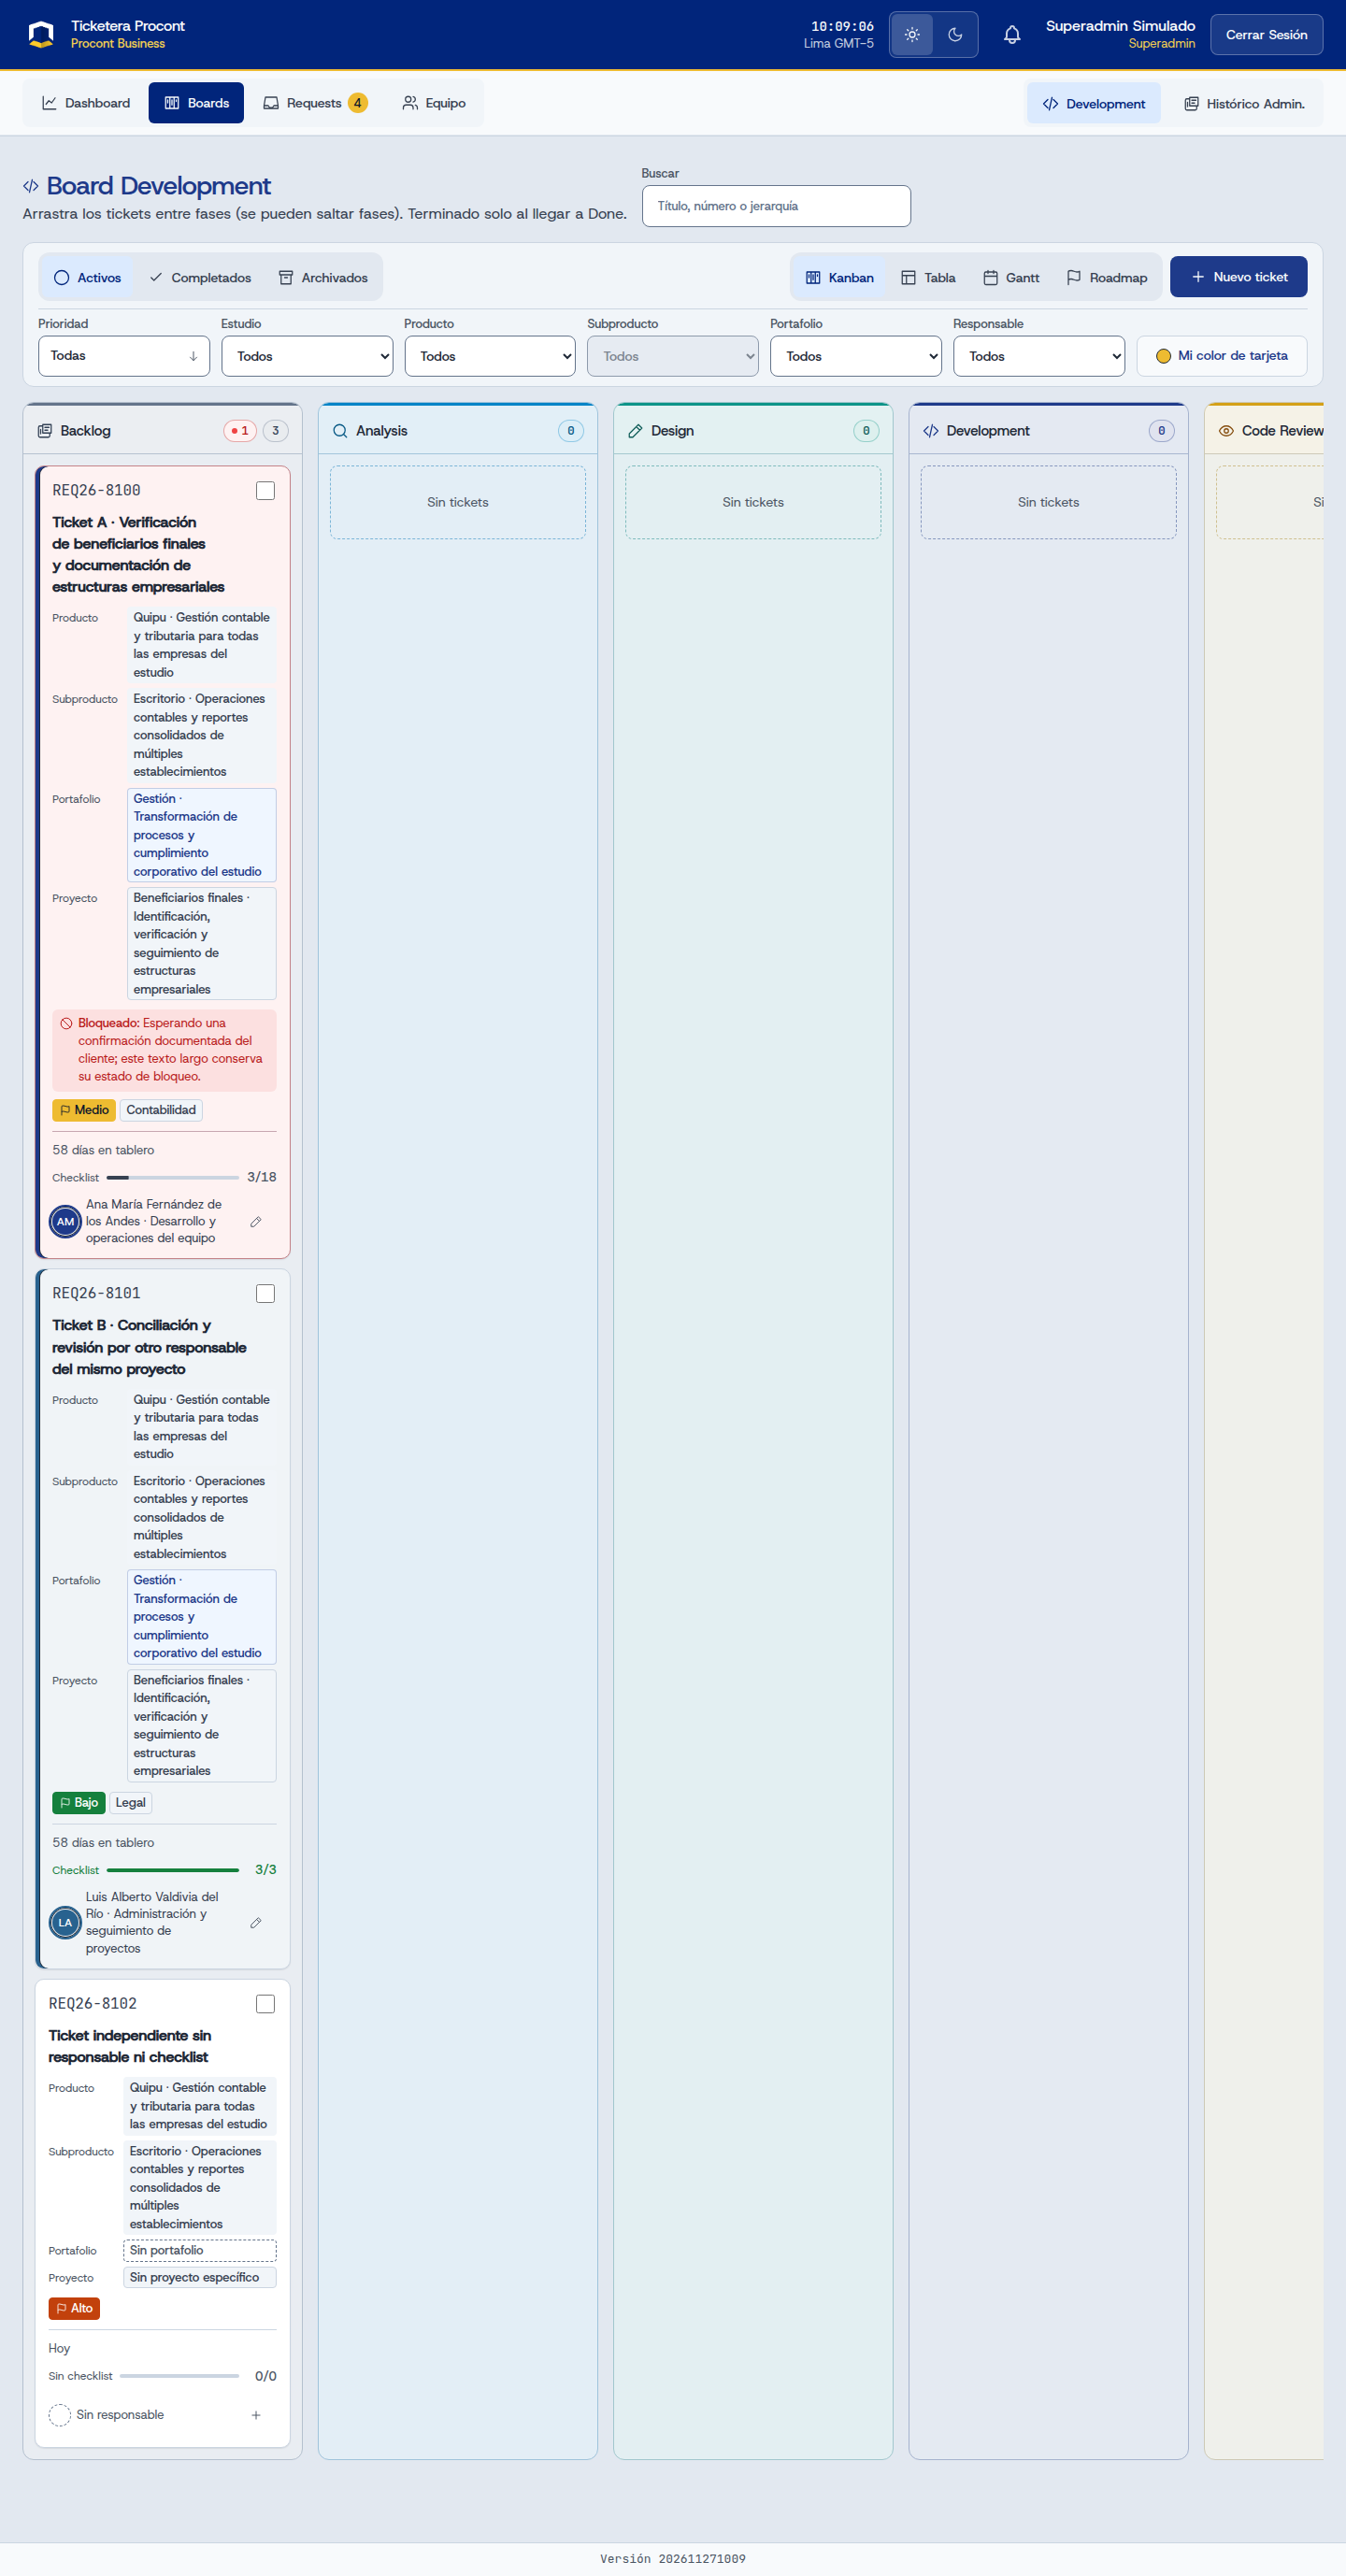 Ticketera Procont
Procont Business
10:09:06
Lima GMT-5
Superadmin Simulado
Superadmin
Cerrar Sesión
Dashboard
Boards
Requests 4
Equipo
Development
Histórico Admin.
Board Development
Arrastra los tickets entre fases (se pueden saltar fases). Terminado solo al llegar a Done.
Buscar
Título, número o jerarquía
Activos
Completados
Archivados
Kanban
Tabla
Gantt
Roadmap
Nuevo ticket
Prioridad
Estudio
Producto
Subproducto
Portafolio
Responsable
Todas
Todos
Todos
Todos
Todos
Todos
Mi color de tarjeta
Backlog
1
3
Analysis
0
Design
0
Development
0
Code Review
REQ26-8100
Ticket A · Verificación
de beneficiarios finales
y documentación de
estructuras empresariales
Producto
Quipu · Gestión contable
y tributaria para todas
las empresas del
estudio
Subproducto
Escritorio · Operaciones
contables y reportes
consolidados de
múltiples
establecimientos
Portafolio
Gestión ·
Transformación de
procesos y
cumplimiento
corporativo del estudio
Proyecto
Beneficiarios finales ·
Identificación,
verificación y
seguimiento de
estructuras
empresariales
Bloqueado: Esperando una
confirmación documentada del
cliente; este texto largo conserva
su estado de bloqueo.
Medio
Contabilidad
58 días en tablero
Checklist
3/18
AM
Ana María Fernández de
los Andes · Desarrollo y
operaciones del equipo
REQ26-8101
Ticket B · Conciliación y
revisión por otro responsable
del mismo proyecto
Producto
Quipu · Gestión contable
y tributaria para todas
las empresas del
estudio
Subproducto
Escritorio · Operaciones
contables y reportes
consolidados de
múltiples
establecimientos
Portafolio
Gestión ·
Transformación de
procesos y
cumplimiento
corporativo del estudio
Proyecto
Beneficiarios finales ·
Identificación,
verificación y
seguimiento de
estructuras
empresariales
Bajo
Legal
58 días en tablero
Checklist
3/3
LA
Luis Alberto Valdivia del
Río · Administración y
seguimiento de
proyectos
REQ26-8102
Ticket independiente sin
responsable ni checklist
Producto
Quipu · Gestión contable
y tributaria para todas
las empresas del estudio
Subproducto
Escritorio · Operaciones
contables y reportes
consolidados de
múltiples
establecimientos
Portafolio
Sin portafolio
Proyecto
Sin proyecto específico
Alto
Hoy
Sin checklist
0/0
Sin responsable
Sin tickets
Sin tickets
Sin tickets
Versión 202611271009